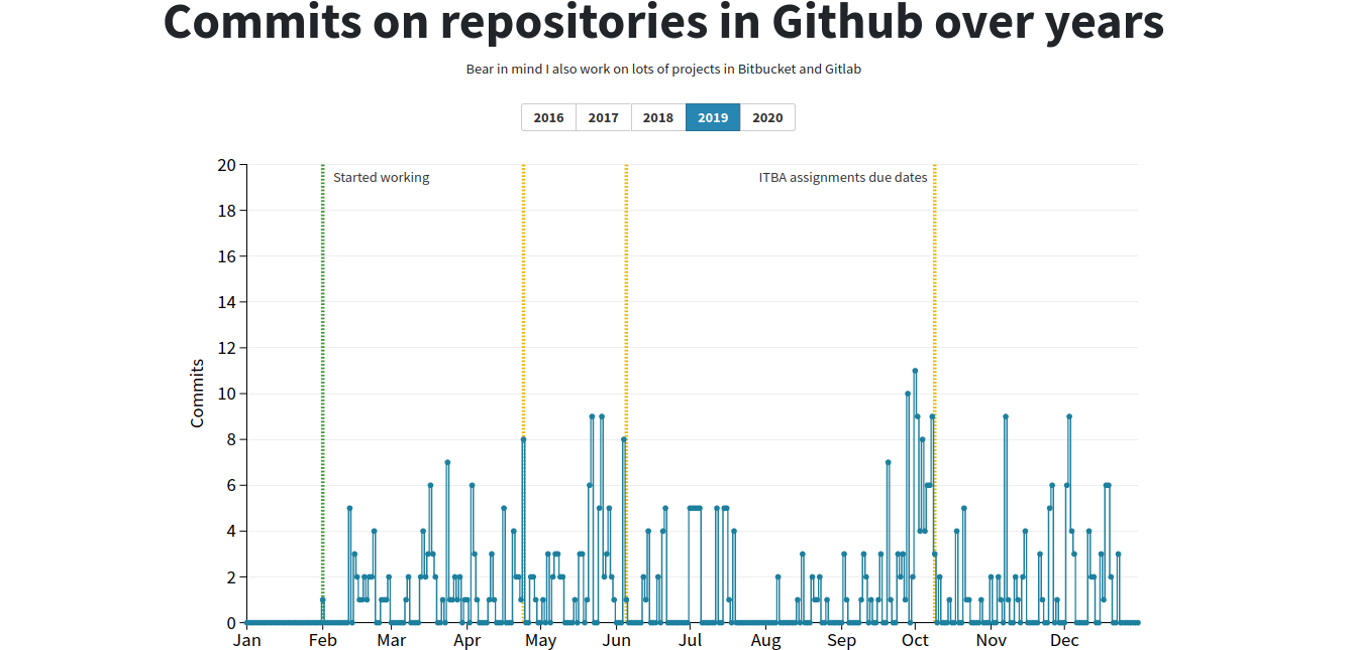 Commits on repositories in Github over years
Bear in mind I also work on lots of projects in Bitbucket and Gitlab
2016 2017 2018 2019 2020
20
Started working
ITBA assignments due dates
18
16
14
12
Commits
10
8
6
4
2
0
Jan Feb Mar Apr May Jun Jul Aug Sep Oct Nov Dec